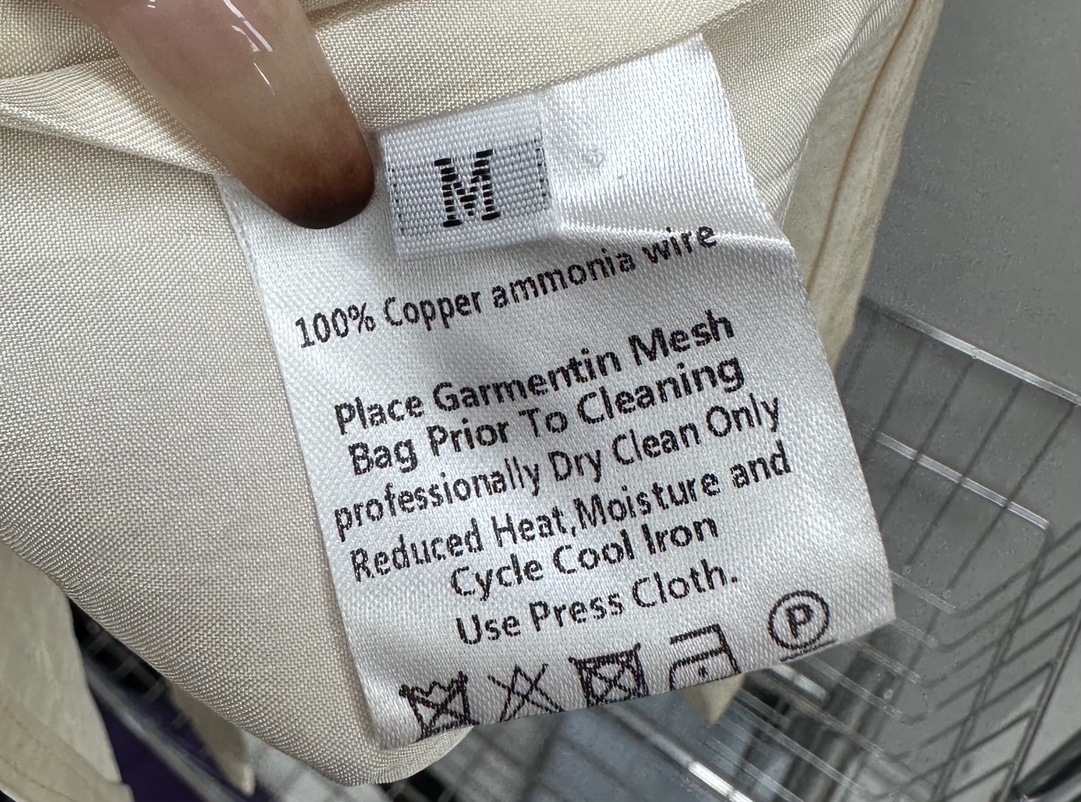 M
100% Copper ammonia wire
Place Garmentin Mesh
Bag Prior To Cleaning
professionally Dry Clean Only
Reduced Heat,Moisture and
Cycle Cool Iron
Use Press Cloth.
P